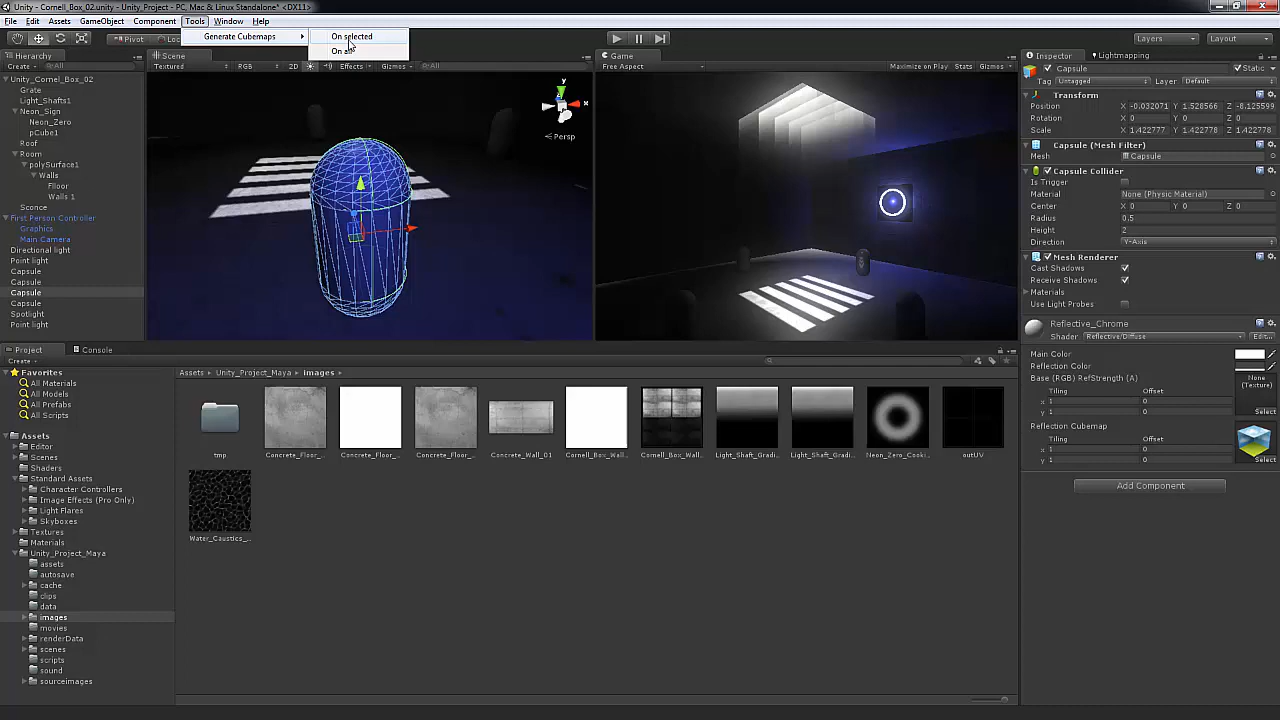 Unity - Cornell_Box_02.unity - Unity_Project - PC, Mac & Linux Standalone* <DX11>
File Edit Assets GameObject Component Tools Window Help
Generate Cubemaps
On selected
Pivot
Layers
Layout
Hierarchy
Create
All
Unity_Cornel_Box_02
Grate
Light_Shafts1
Neon_Sign
Neon_Zero
pCube1
Roof
Room
polySurface1
Walls
Floor
Walls 1
Sconce
First Person Controller
Graphics
Main Camera
Directional light
Point light
Capsule
Capsule
Capsule
Capsule
Spotlight
Point light
Scene
Textured RGB 2D Effects Gizmos All
y
x
Persp
Game
Free Aspect Maximize on Play Stats Gizmos
Inspector Lightmapping
Capsule Static
Tag Untagged Layer Default
Transform
Position X -0.032071 Y 1.528566 Z -8.125599
Rotation X 0 Y 0 Z 0
Scale X 1.422777 Y 1.422778 Z 1.422778
Capsule (Mesh Filter)
Mesh Capsule
Capsule Collider
Is Trigger
Material None (Physic Material)
Center X 0 Y 0 Z 0
Radius 0.5
Height 2
Direction Y-Axis
Mesh Renderer
Cast Shadows
Receive Shadows
Materials
Use Light Probes
Reflective_Chrome
Shader Reflective/Diffuse Edit...
Main Color
Reflection Color
Base (RGB) RefStrength (A)
None
(Texture)
Tiling Offset
x 1 0
y 1 0
Select
Reflection Cubemap
Tiling Offset
x 1 0
y 1 0
Select
Add Component
Project Console
Create
Favorites
All Materials
All Models
All Prefabs
All Scripts
Assets
Editor
Scenes
Shaders
Standard Assets
Character Controllers
Image Effects (Pro Only)
Light Flares
Skyboxes
Textures
Materials
Unity_Project_Maya
assets
autosave
cache
clips
data
images
movies
renderData
scenes
scripts
sound
sourceimages
Assets Unity_Project_Maya images
tmp Concrete_Floor_... Concrete_Floor_... Concrete_Floor_... Concrete_Wall_01 Cornell_Box_Wall... Cornell_Box_Wall... Light_Shaft_Gradi... Light_Shaft_Gradi... Neon_Zero_Cooki... outUV
Water_Caustics_...